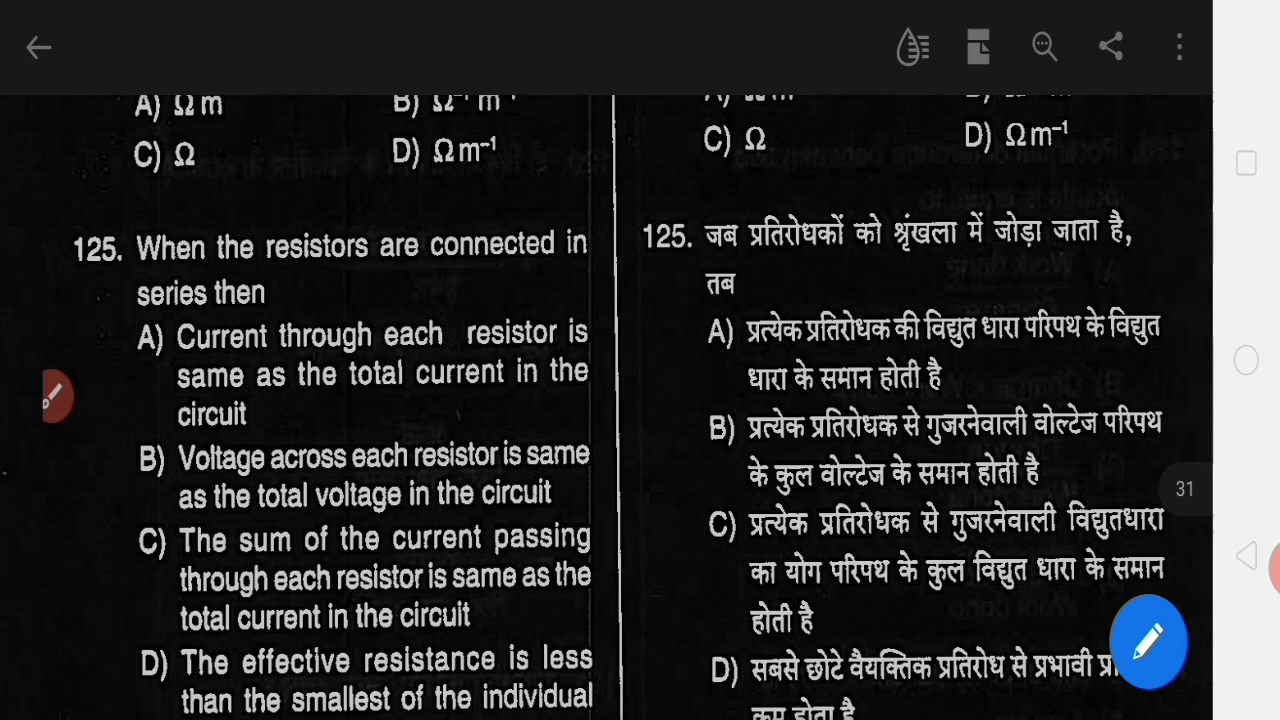 A) Ω m
B) Ω⁻¹ m⁻¹
C) Ω
D) Ω m⁻¹
125. When the resistors are connected in
series then
A) Current through each resistor is
same as the total current in the
circuit
B) Voltage across each resistor is same
as the total voltage in the circuit
C) The sum of the current passing
through each resistor is same as the
total current in the circuit
D) The effective resistance is less
than the smallest of the individual
C) Ω
D) Ω m⁻¹
125. जब प्रतिरोधकों को श्रृंखला में जोड़ा जाता है,
तब
A) प्रत्येक प्रतिरोधक की विद्युत धारा परिपथ के विद्युत
धारा के समान होती है
B) प्रत्येक प्रतिरोधक से गुजरनेवाली वोल्टेज परिपथ
के कुल वोल्टेज के समान होती है
C) प्रत्येक प्रतिरोधक से गुजरनेवाली विद्युतधारा
का योग परिपथ के कुल विद्युत धारा के समान
होती है
D) सबसे छोटे वैयक्तिक प्रतिरोध से प्रभावी
कम होता है
31